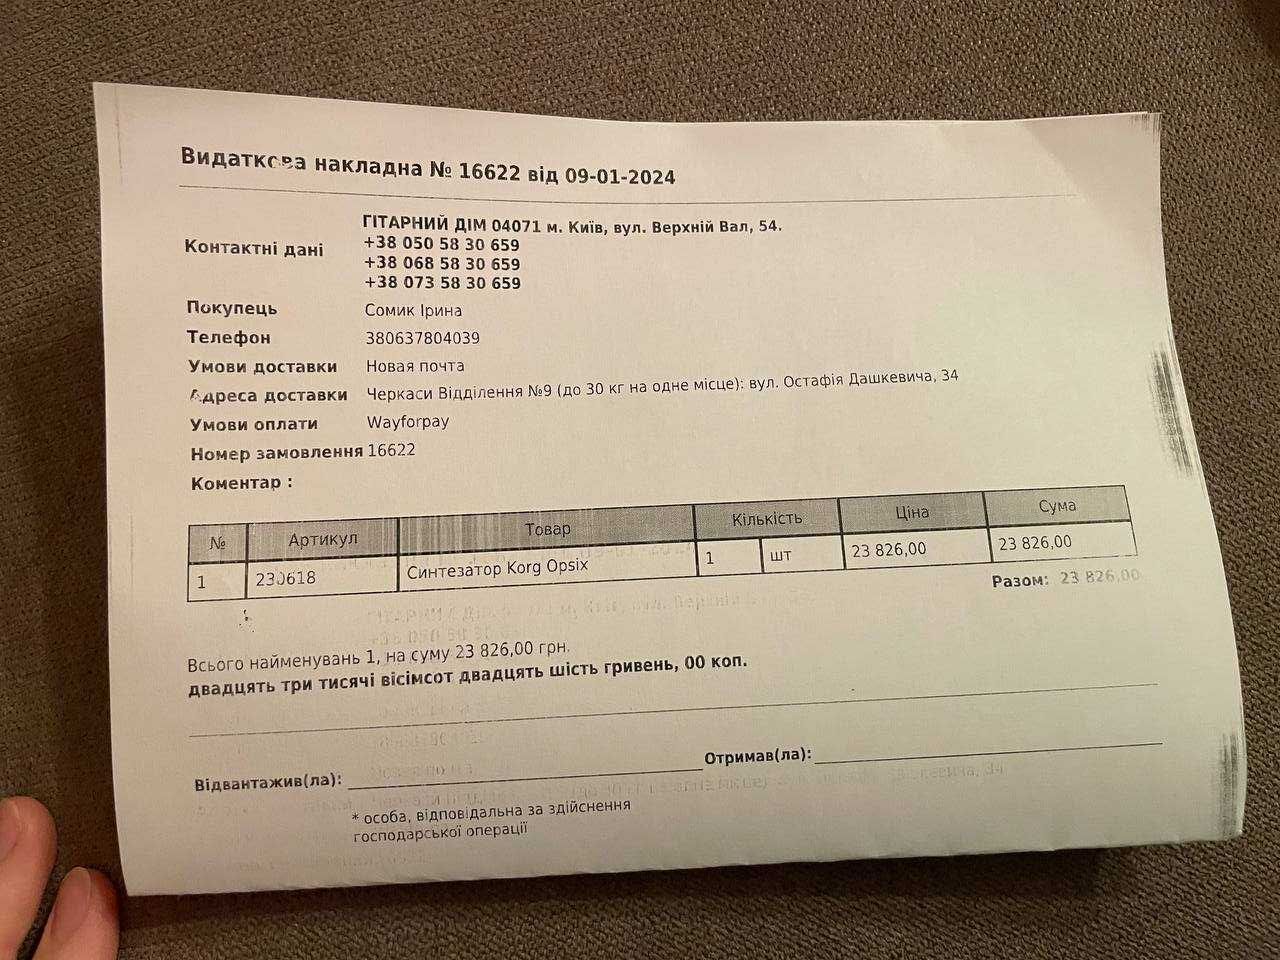 Видаткова накладна № 16622 від 09-01-2024
Контактні дані
ГІТАРНИЙ ДІМ 04071 м. Київ, вул. Верхній Вал, 54.
+38 050 58 30 659
+38 068 58 30 659
+38 073 58 30 659
Покупець Сомик Ірина
Телефон 380637804039
Умови доставки Новая почта
Адреса доставки Черкаси Відділення №9 (до 30 кг на одне місце): вул. Остафія Дашкевича, 34
Умови оплати Wayforpay
Номер замовлення 16622
Коментар :
№ Артикул Товар Кількість Ціна Сума
1 230618 Синтезатор Korg Opsix 1 шт 23 826,00 23 826,00
Разом: 23 826,00
Всього найменувань 1, на суму 23 826,00 грн.
двадцять три тисячі вісімсот двадцять шість гривень, 00 коп.
Відвантажив(ла): Отримав(ла):
* особа, відповідальна за здійснення
господарської операції